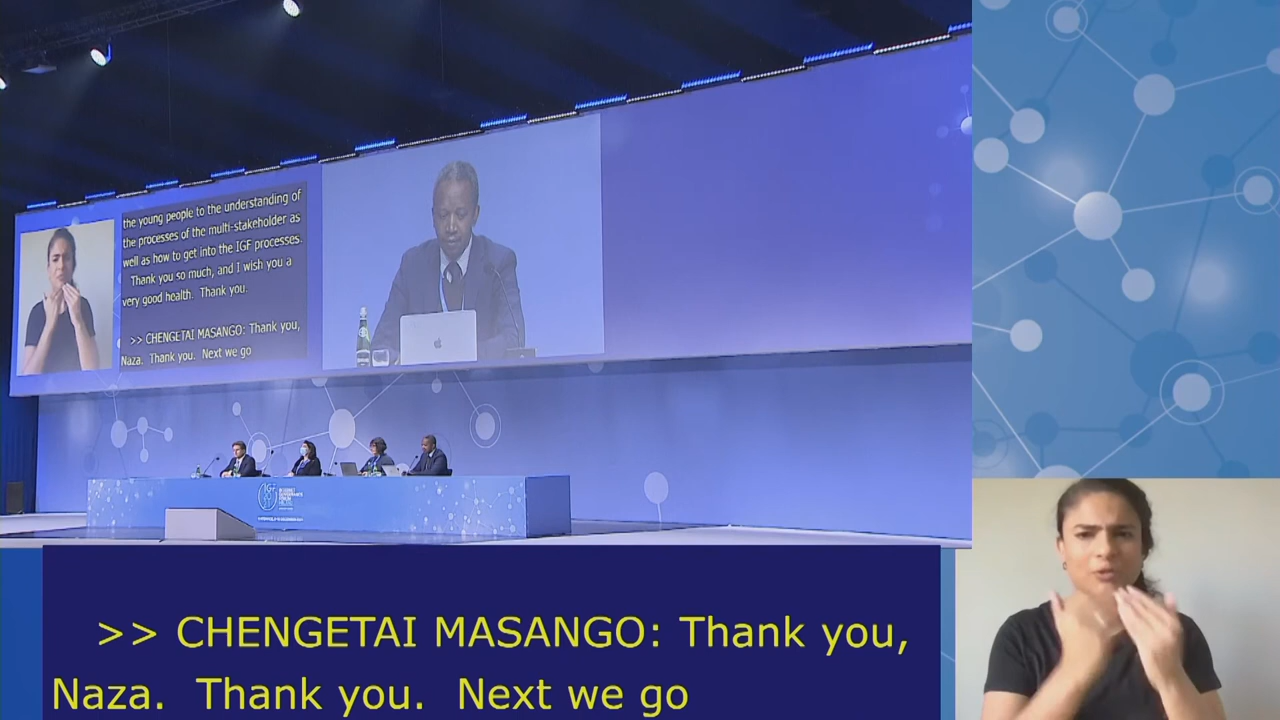 the young people to the understanding of
the processes of the multi-stakeholder as
well as how to get into the IGF processes.
Thank you so much, and I wish you a
very good health. Thank you.
>> CHENGETAI MASANGO: Thank you,
Naza. Thank you. Next we go
>> CHENGETAI MASANGO: Thank you,
Naza. Thank you. Next we go